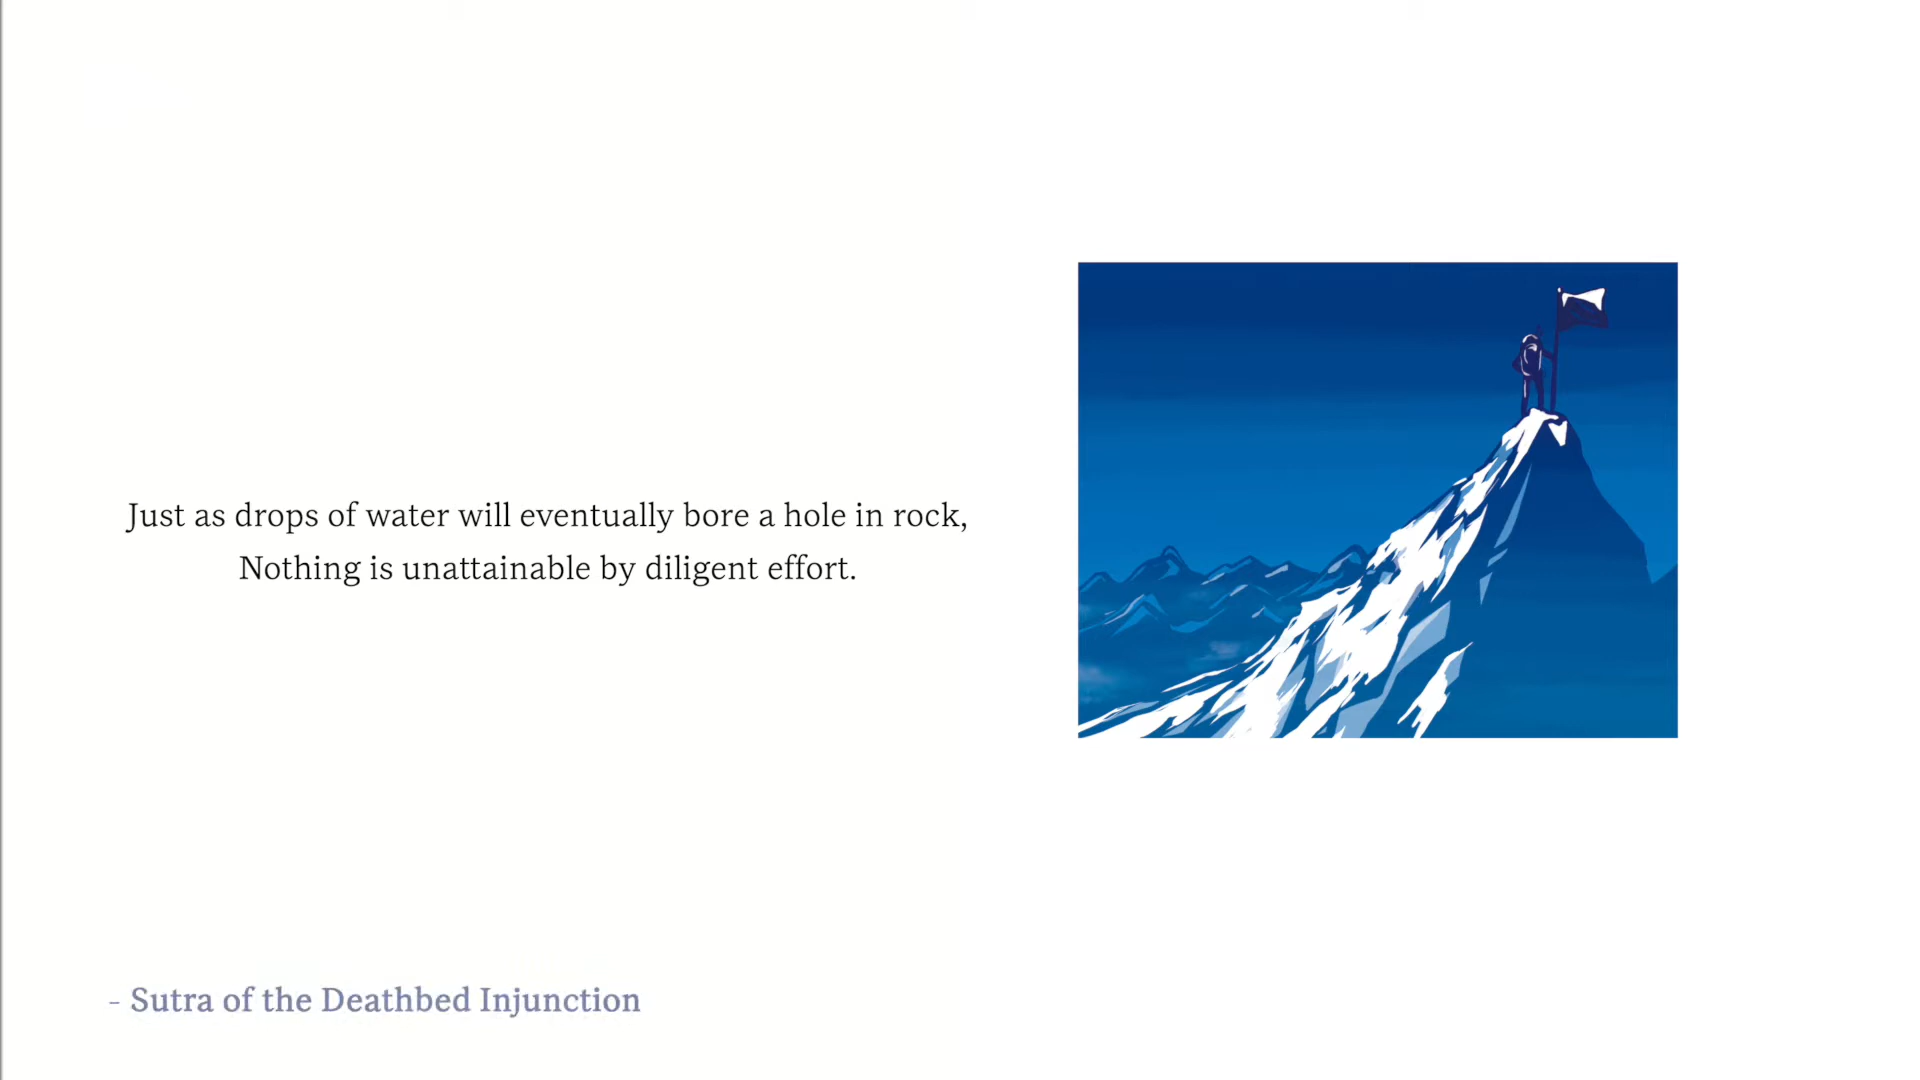 Just as drops of water will eventually bore a hole in rock,
Nothing is unattainable by diligent effort.
- Sutra of the Deathbed Injunction